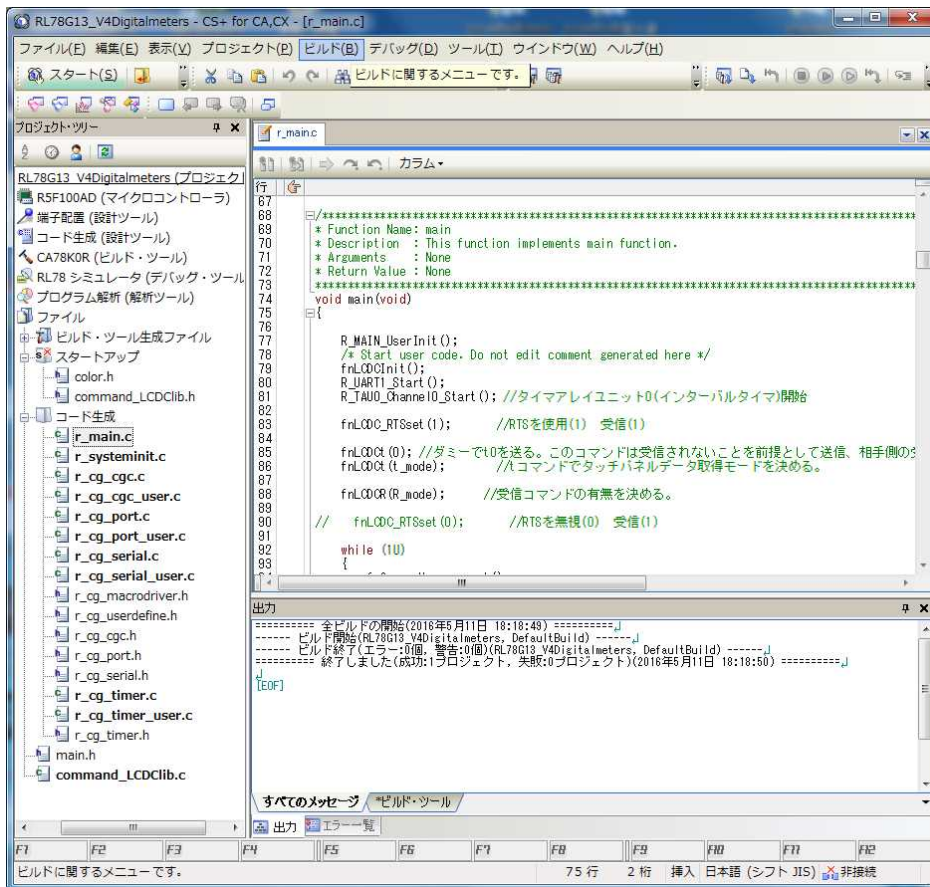 RL78G13_V4Digitalmeters - CS+ for CA,CX - [r_main.c]
ファイル(F) 編集(E) 表示(V) プロジェクト(P) ビルド(B) デバッグ(D) ツール(T) ウインドウ(W) ヘルプ(H)
スタート(S)
ビルドに関するメニューです。
プロジェクト・ツリー
RL78G13_V4Digitalmeters (プロジェク
R5F100AD (マイクロコントローラ)
端子配置 (設計ツール)
コード生成 (設計ツール)
CA78K0R (ビルド・ツール)
RL78 シミュレータ (デバッグ・ツール
プログラム解析 (解析ツール)
ファイル
ビルド・ツール生成ファイル
スタートアップ
color.h
command_LCDClib.h
コード生成
r_main.c
r_systeminit.c
r_cg_cgc.c
r_cg_cgc_user.c
r_cg_port.c
r_cg_port_user.c
r_cg_serial.c
r_cg_serial_user.c
r_cg_macrodriver.h
r_cg_userdefine.h
r_cg_cgc.h
r_cg_port.h
r_cg_serial.h
r_cg_timer.c
r_cg_timer_user.c
r_cg_timer.h
main.h
command_LCDClib.c
r_main.c
カラム
行
67
68 /***********************************************************************************
69 * Function Name: main
70 * Description : This function implements main function.
71 * Arguments : None
72 * Return Value : None
73 ***********************************************************************************
74 void main(void)
75 {
76
77 R_MAIN_UserInit();
78 /* Start user code. Do not edit comment generated here */
79 fnLCDCInit();
80 R_UART1_Start();
81 R_TAU0_Channel0_Start(); //タイマアレイユニット0(インターバルタイマ)開始
82
83 fnLCDC_RTSset(1); //RTSを使用(1) 受信(1)
84
85 fnLCDCt(0); //ダミーでt0を送る。このコマンドは受信されないことを前提として送信、相手側の
86 fnLCDCt(t_mode); //tコマンドでタッチパネルデータ取得モードを決める。
87
88 fnLCDCR(R_mode); //受信コマンドの有無を決める。
89
90 // fnLCDC_RTSset(0); //RTSを無視(0) 受信(1)
91
92 while (1U)
93 {
出力
========== 全ビルドの開始(2016年5月11日 18:18:48) ==========
------ ビルド開始(RL78G13_V4Digitalmeters, DefaultBuild) ------
------ ビルド終了(エラー:0個, 警告:0個)(RL78G13_V4Digitalmeters, DefaultBuild) ------
========== 終了しました(成功:1プロジェクト, 失敗:0プロジェクト)(2016年5月11日 18:18:50) ==========
[EOF]
すべてのメッセージ *ビルド・ツール
出力 エラー一覧
F1 F2 F3 F4 F5 F6 F7 F8 F9 F10 F11 F12
ビルドに関するメニューです。 75 行 2 桁 挿入 日本語 (シフト JIS) 非接続